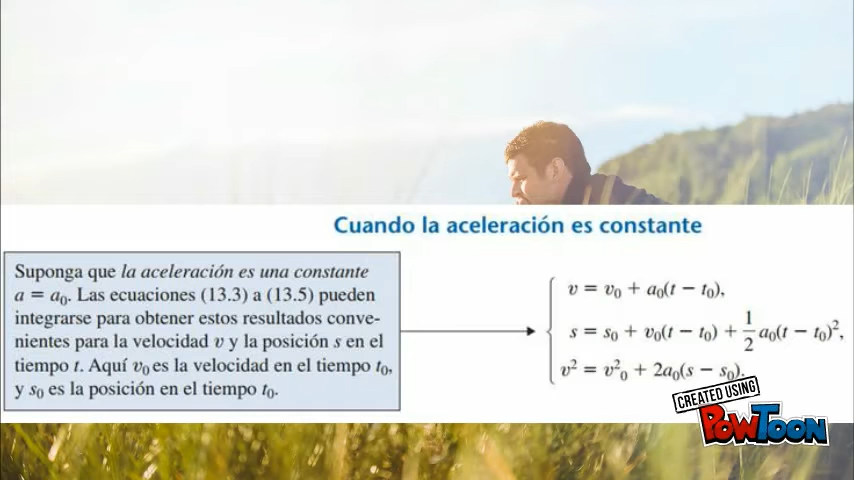 Cuando la aceleración es constante
Suponga que la aceleración es una constante
a = a₀. Las ecuaciones (13.3) a (13.5) pueden
integrarse para obtener estos resultados conve-
nientes para la velocidad v y la posición s en el
tiempo t. Aquí v₀ es la velocidad en el tiempo t₀,
y s₀ es la posición en el tiempo t₀.
v = v₀ + a₀(t − t₀),
s = s₀ + v₀(t − t₀) + 1/2 a₀(t − t₀)²,
v² = v²₀ + 2a₀(s − s₀).
CREATED USING
POWTOON